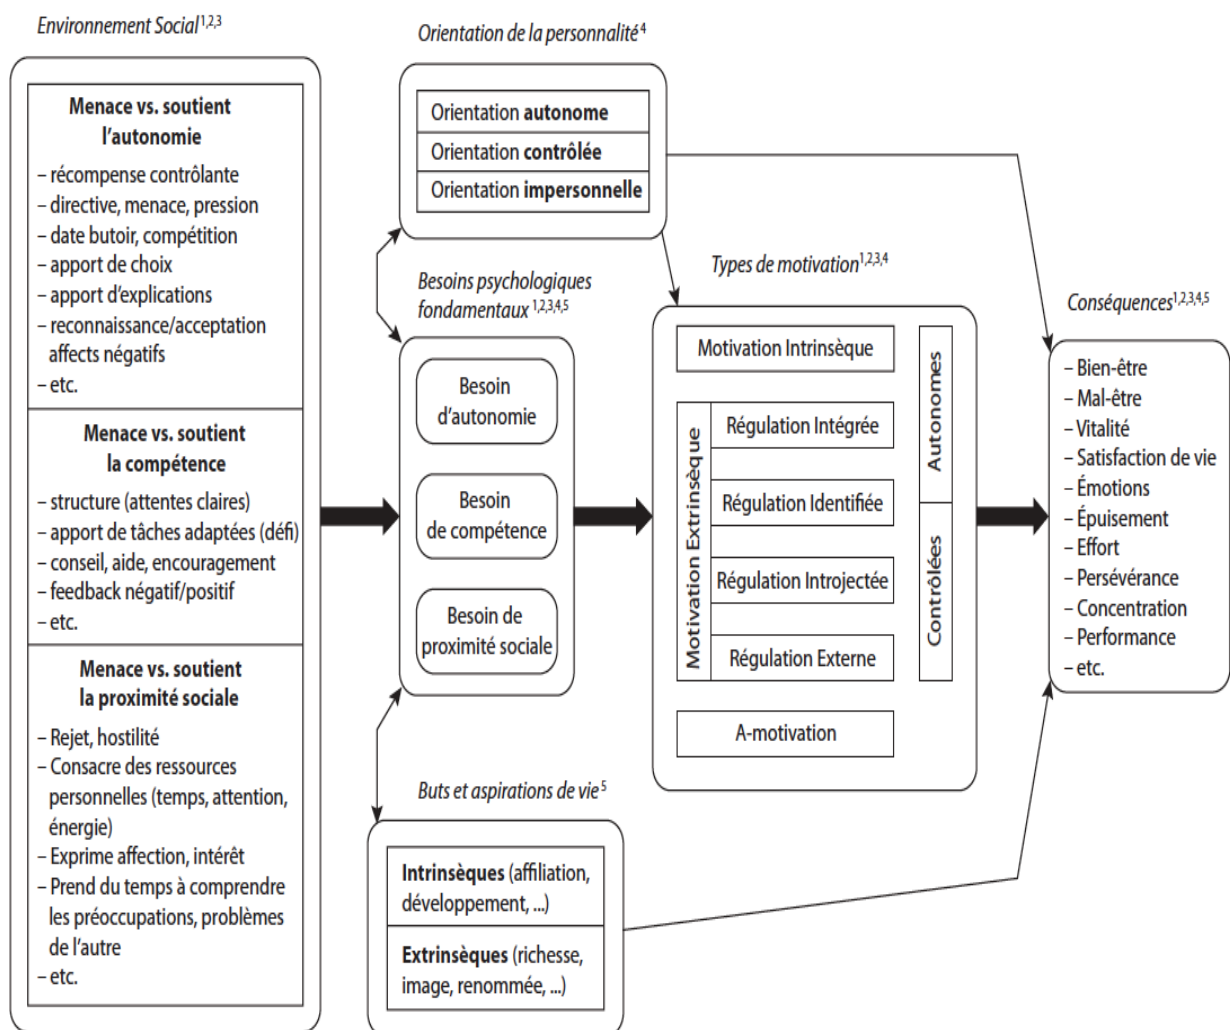 Environnement Social1,2,3
Menace vs. soutient
l'autonomie
– récompense contrôlante
– directive, menace, pression
– date butoir, compétition
– apport de choix
– apport d'explications
– reconnaissance/acceptation
affects négatifs
– etc.
Menace vs. soutient
la compétence
– structure (attentes claires)
– apport de tâches adaptées (défi)
– conseil, aide, encouragement
– feedback négatif/positif
– etc.
Menace vs. soutient
la proximité sociale
– Rejet, hostilité
– Consacre des ressources
personnelles (temps, attention,
énergie)
– Exprime affection, intérêt
– Prend du temps à comprendre
les préoccupations, problèmes
de l'autre
– etc.
Orientation de la personnalité4
Orientation autonome
Orientation contrôlée
Orientation impersonnelle
Besoins psychologiques
fondamentaux 1,2,3,4,5
Besoin
d'autonomie
Besoin
de compétence
Besoin de
proximité sociale
Buts et aspirations de vie5
Intrinsèques (affiliation,
développement, ...)
Extrinsèques (richesse,
image, renommée, ...)
Types de motivation1,2,3,4
Motivation Intrinsèque
Motivation Extrinsèque
Régulation Intégrée
Régulation Identifiée
Régulation Introjectée
Régulation Externe
A-motivation
Autonomes
Contrôlées
Conséquences1,2,3,4,5
– Bien-être
– Mal-être
– Vitalité
– Satisfaction de vie
– Émotions
– Épuisement
– Effort
– Persévérance
– Concentration
– Performance
– etc.